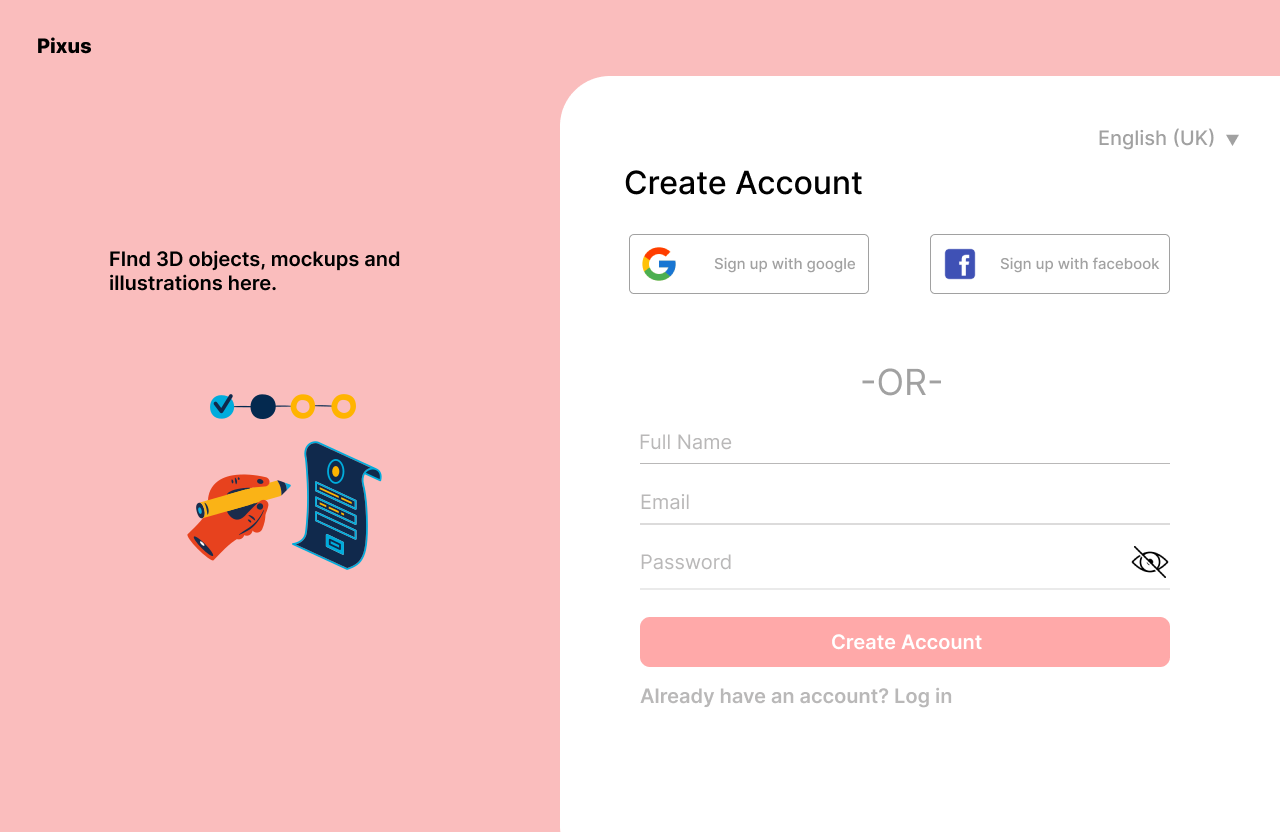 Pixus
English (UK)
Create Account
FInd 3D objects, mockups and
illustrations here.
Sign up with google
Sign up with facebook
-OR-
Full Name
Email
Password
Create Account
Already have an account? Log in